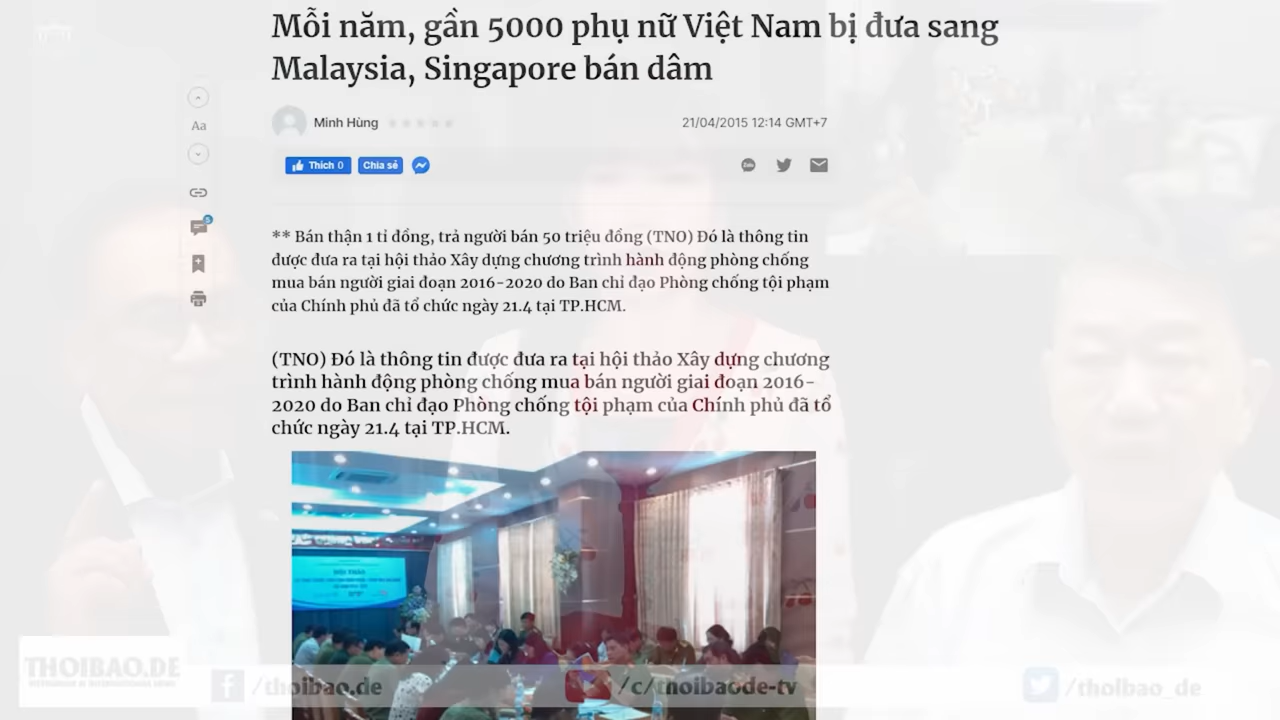 Mỗi năm, gần 5000 phụ nữ Việt Nam bị đưa sang
Malaysia, Singapore bán dâm
Minh Hùng
21/04/2015 12:14 GMT+7
Aa
Thích 0
Chia sẻ
Zalo
5
** Bán thận 1 tỉ đồng, trả người bán 50 triệu đồng (TNO) Đó là thông tin
được đưa ra tại hội thảo Xây dựng chương trình hành động phòng chống
mua bán người giai đoạn 2016-2020 do Ban chỉ đạo Phòng chống tội phạm
của Chính phủ đã tổ chức ngày 21.4 tại TP.HCM.
(TNO) Đó là thông tin được đưa ra tại hội thảo Xây dựng chương
trình hành động phòng chống mua bán người giai đoạn 2016-
2020 do Ban chỉ đạo Phòng chống tội phạm của Chính phủ đã tổ
chức ngày 21.4 tại TP.HCM.
HỘI THẢO
THOIBAO.DE
/thoibao.de
/c/thoibaode-tv
/thoibao_de